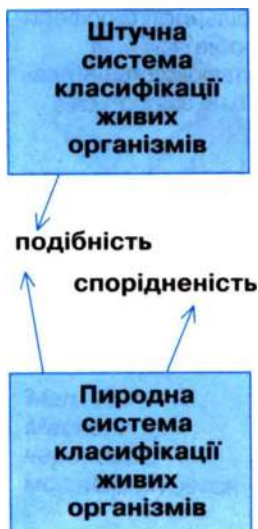 Штучна
система
класифікації
живих
організмів
подібність
спорідненість
Пиродна
система
класифікації
живих
організмів